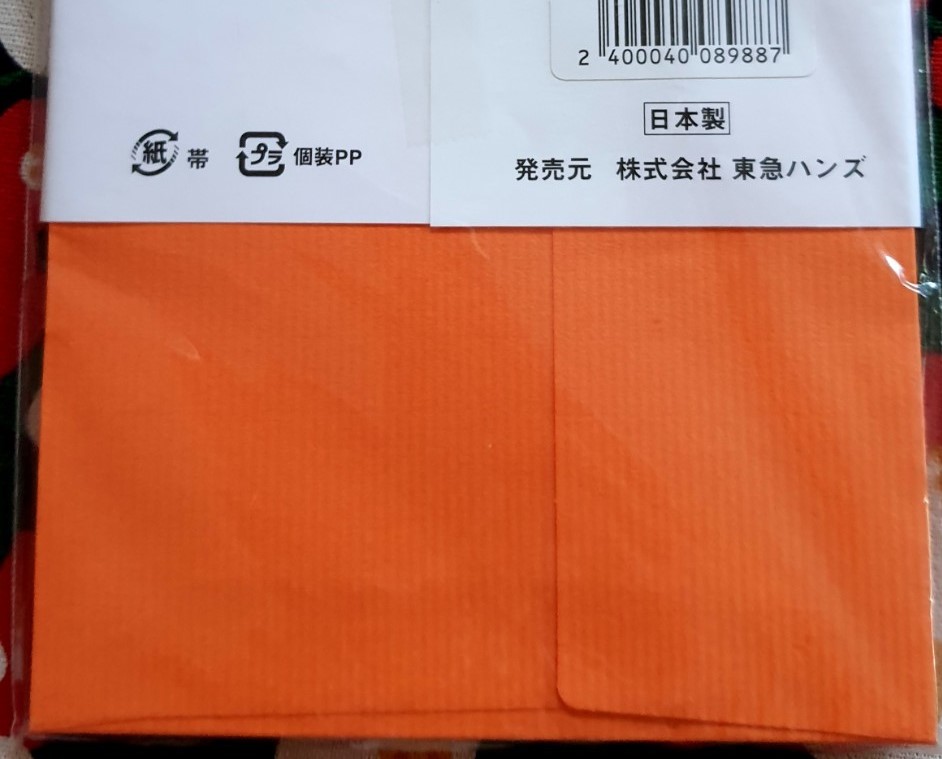 2 400040 089887
日本製
紙 帯 プラ 個装PP
発売元 株式会社 東急ハンズ